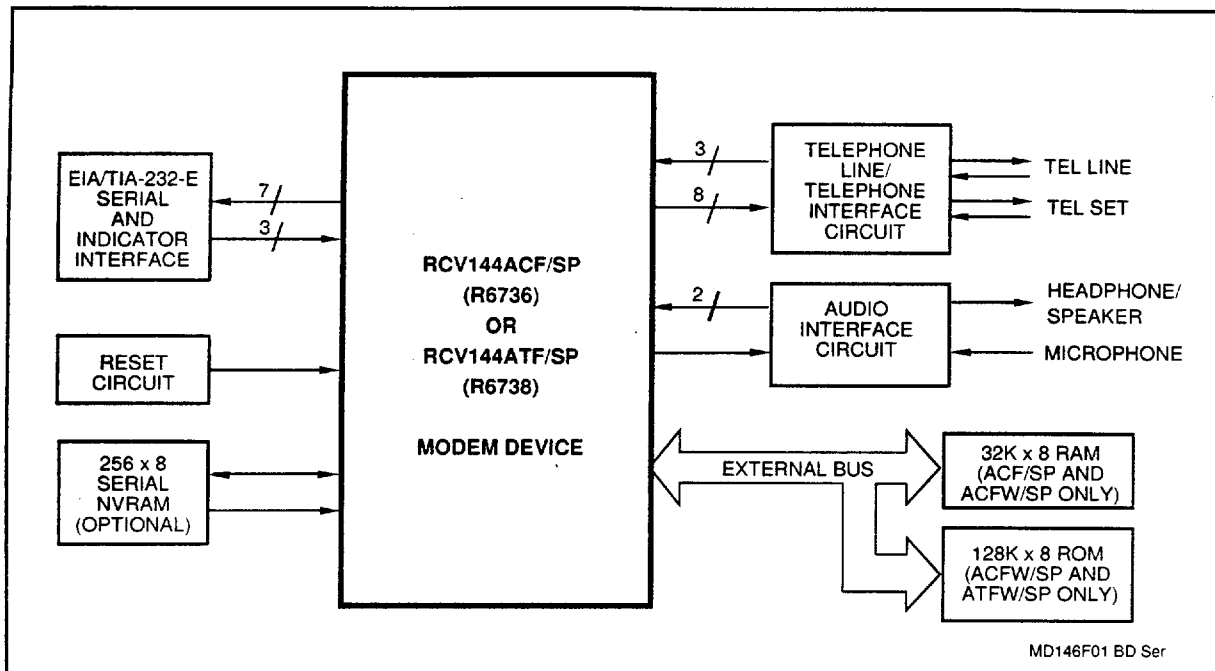 EIA/TIA-232-E
SERIAL
AND
INDICATOR
INTERFACE
7
3
RESET
CIRCUIT
256 x 8
SERIAL
NVRAM
(OPTIONAL)
RCV144ACF/SP
(R6736)
OR
RCV144ATF/SP
(R6738)
MODEM DEVICE
3
8
TELEPHONE
LINE/
TELEPHONE
INTERFACE
CIRCUIT
TEL LINE
TEL SET
2
AUDIO
INTERFACE
CIRCUIT
HEADPHONE/
SPEAKER
MICROPHONE
EXTERNAL BUS
32K x 8 RAM
(ACF/SP AND
ACFW/SP ONLY)
128K x 8 ROM
(ACFW/SP AND
ATFW/SP ONLY)
MD146F01 BD Ser